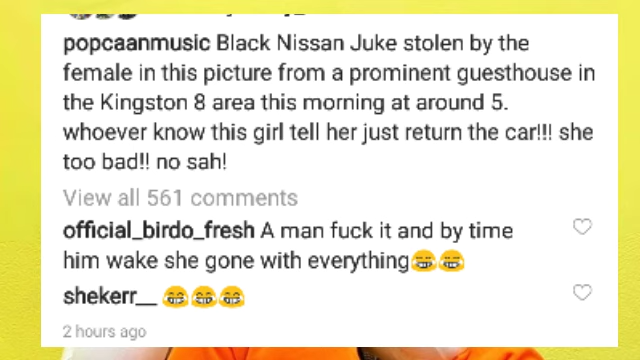 popcaanmusic Black Nissan Juke stolen by the
female in this picture from a prominent guesthouse in
the Kingston 8 area this morning at around 5.
whoever know this girl tell her just return the car!!! she
too bad!! no sah!
View all 561 comments
official_birdo_fresh A man fuck it and by time
him wake she gone with everything😁😁
shekerr__ 😂😂😂
2 hours ago